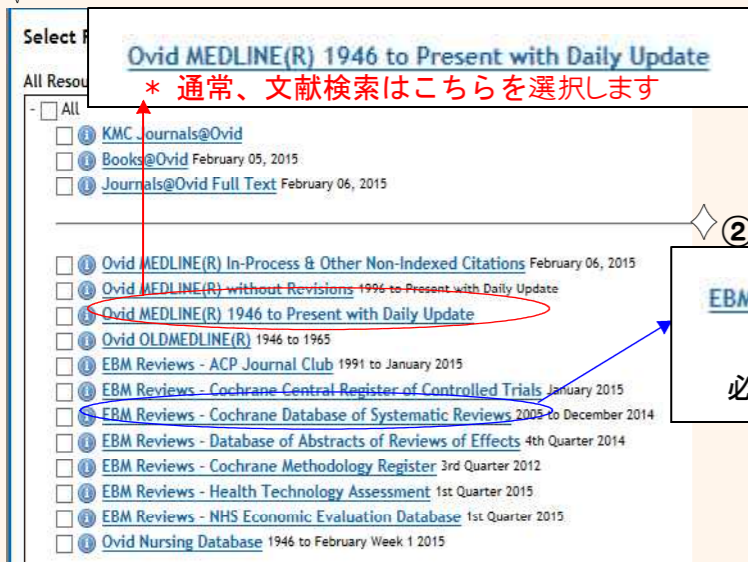 Select
Ovid MEDLINE(R) 1946 to Present with Daily Update
* 通常、文献検索はこちらを選択します
All Resou
- All
KMC Journals@Ovid
Books@Ovid February 05, 2015
Journals@Ovid Full Text February 06, 2015
②
Ovid MEDLINE(R) In-Process & Other Non-Indexed Citations February 06, 2015
Ovid MEDLINE(R) without Revisions 1996 to Present with Daily Update
Ovid MEDLINE(R) 1946 to Present with Daily Update
Ovid OLDMEDLINE(R) 1946 to 1965
EBM Reviews - ACP Journal Club 1991 to January 2015
EBM Reviews - Cochrane Central Register of Controlled Trials January 2015
EBM Reviews - Cochrane Database of Systematic Reviews 2005 to December 2014
EBM Reviews - Database of Abstracts of Reviews of Effects 4th Quarter 2014
EBM Reviews - Cochrane Methodology Register 3rd Quarter 2012
EBM Reviews - Health Technology Assessment 1st Quarter 2015
EBM Reviews - NHS Economic Evaluation Database 1st Quarter 2015
Ovid Nursing Database 1946 to February Week 1 2015
EBM
必